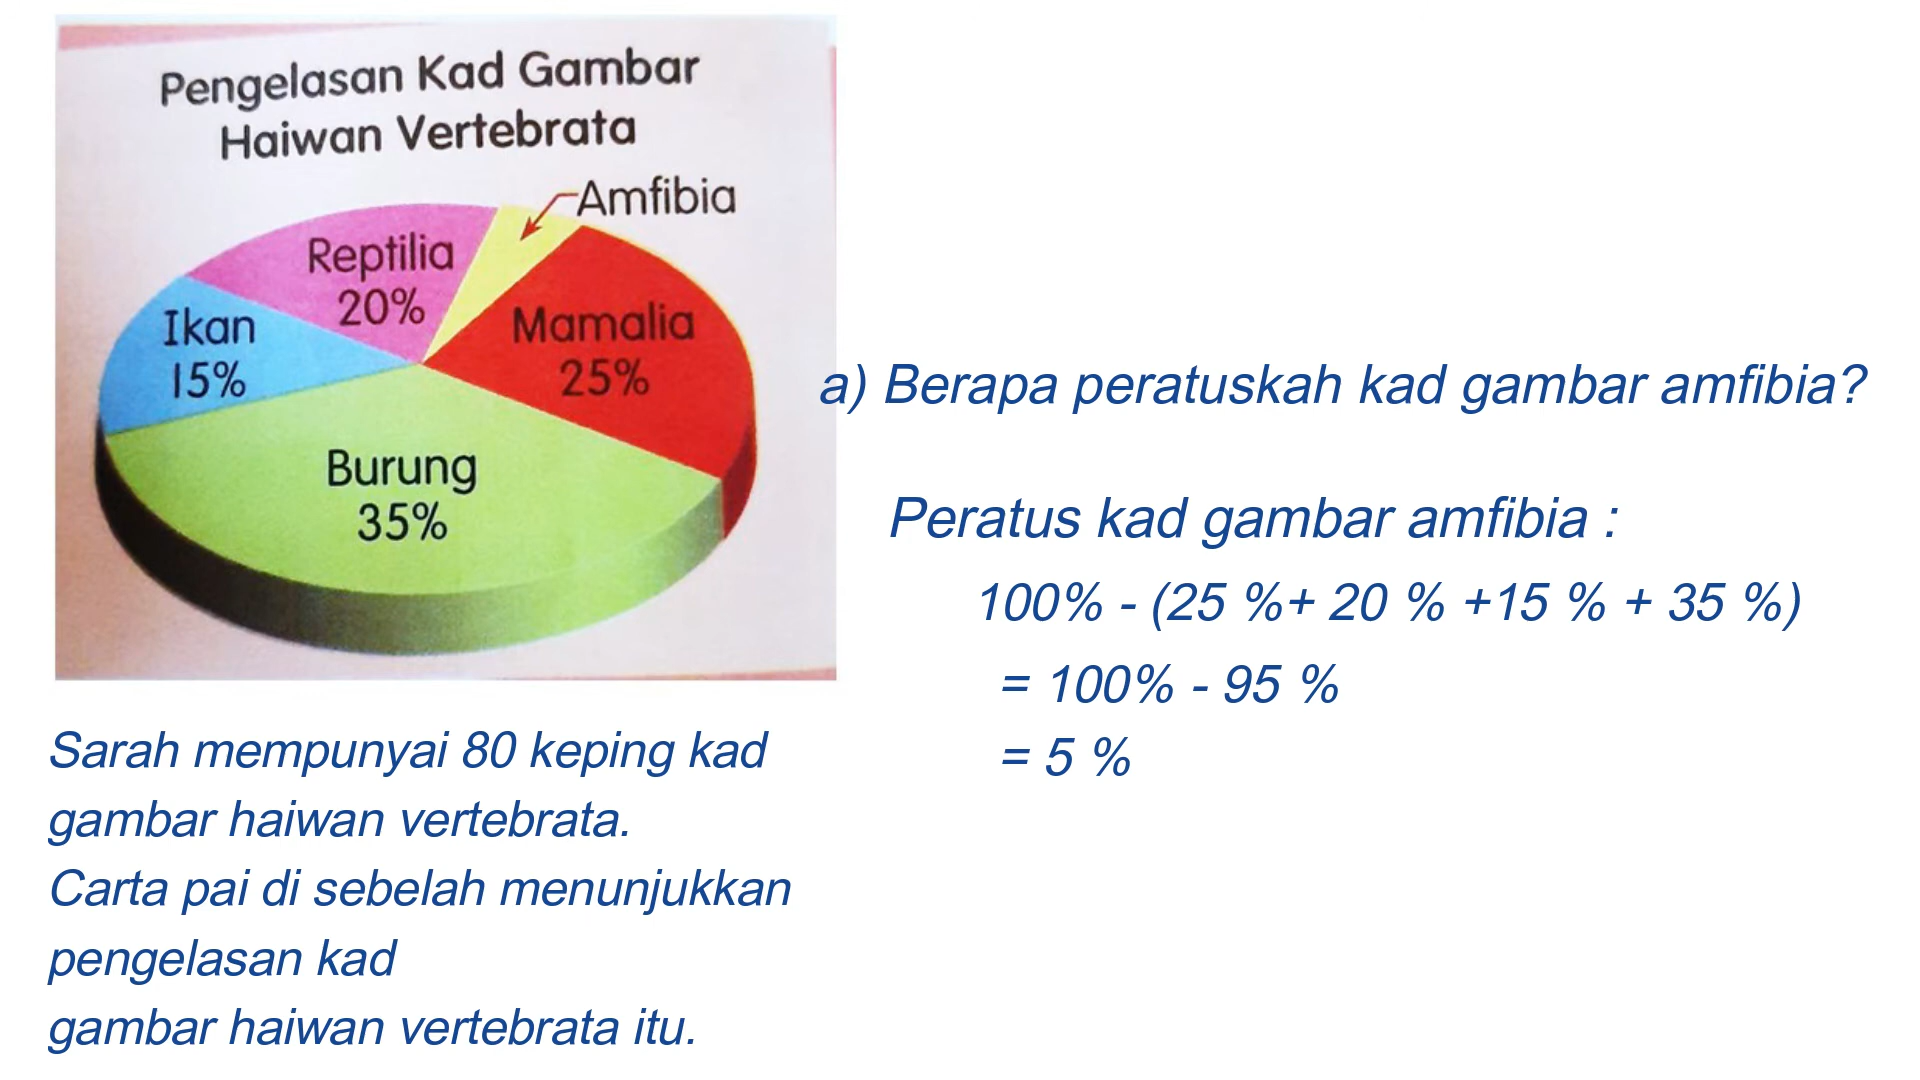 Pengelasan Kad Gambar
Haiwan Vertebrata
Amfibia
Reptilia
20%
Ikan
15%
Mamalia
25%
Burung
35%
Sarah mempunyai 80 keping kad
gambar haiwan vertebrata.
Carta pai di sebelah menunjukkan
pengelasan kad
gambar haiwan vertebrata itu.
a) Berapa peratuskah kad gambar amfibia?
Peratus kad gambar amfibia :
100% - (25 %+ 20 % +15 % + 35 %)
= 100% - 95 %
= 5 %